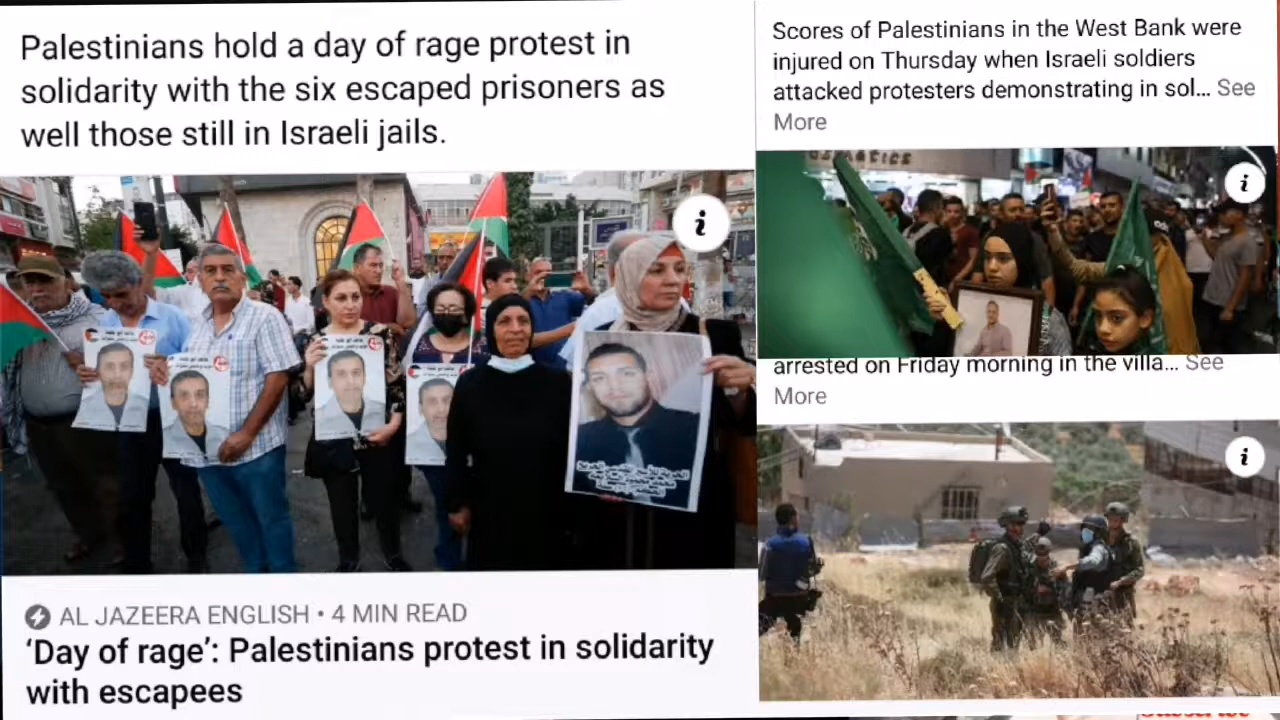 Palestinians hold a day of rage protest in
solidarity with the six escaped prisoners as
well those still in Israeli jails.
AL JAZEERA ENGLISH • 4 MIN READ
‘Day of rage’: Palestinians protest in solidarity
with escapees
Scores of Palestinians in the West Bank were
injured on Thursday when Israeli soldiers
attacked protesters demonstrating in sol... See
More
arrested on Friday morning in the villa... See
More